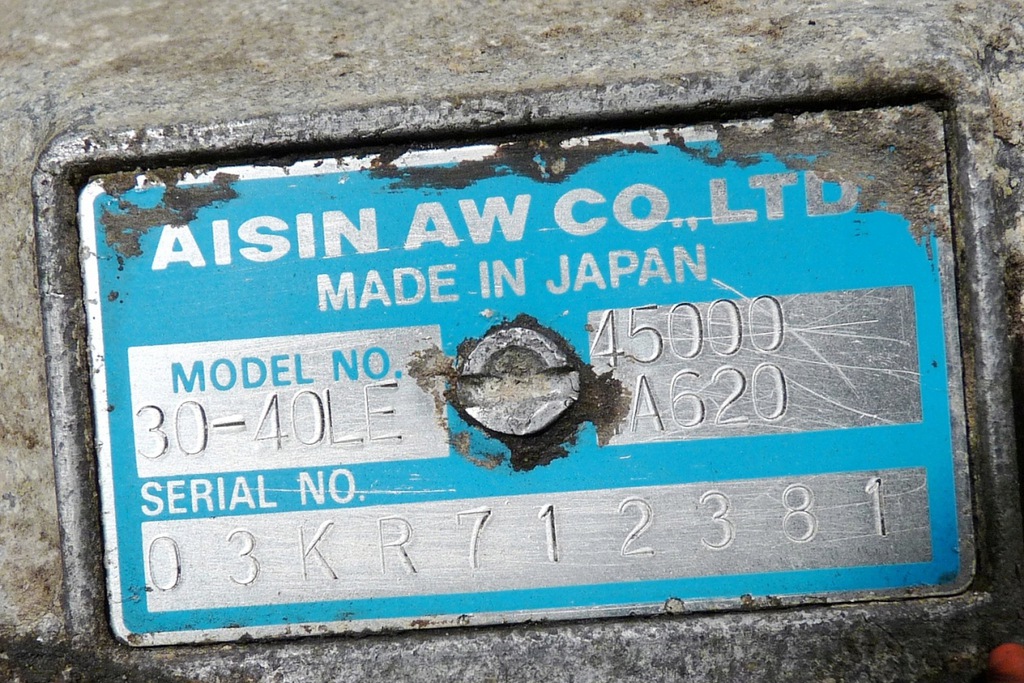 AISIN AW CO., LTD
MADE IN JAPAN
MODEL NO. 45000
30-40LE A620
SERIAL NO.
03KR712381